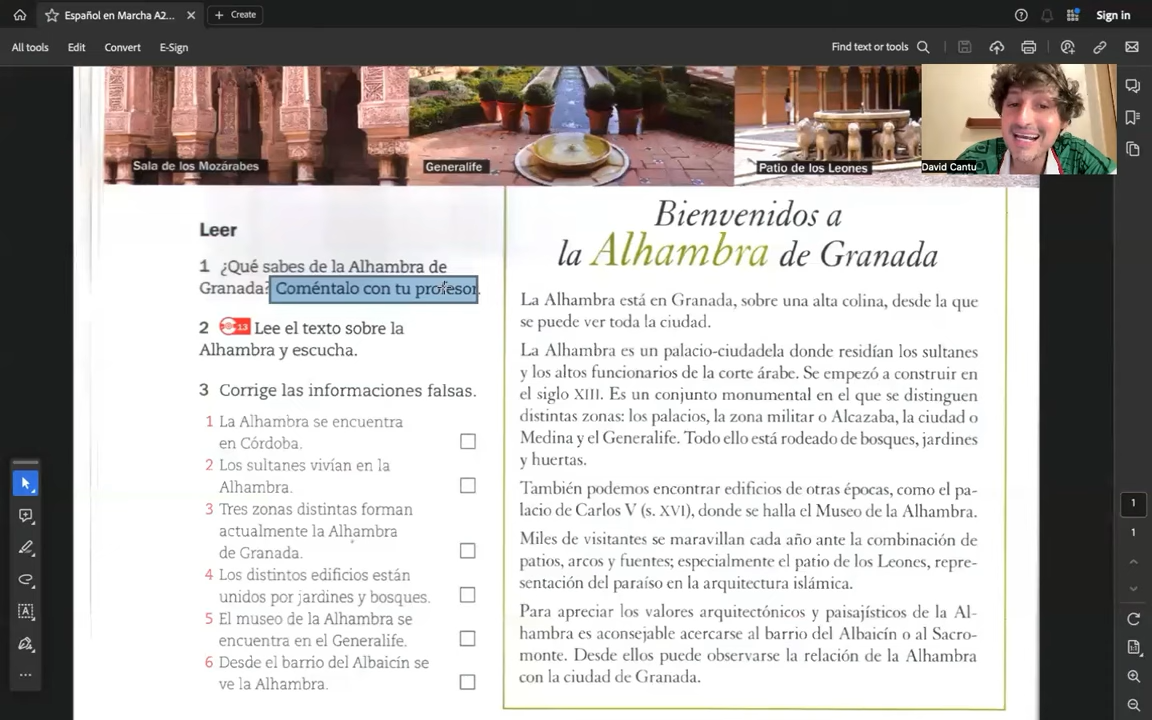 Español en Marcha A2...
Create
Sign in
All tools
Edit
Convert
E-Sign
Find text or tools
Sala de los Mozárabes
Generalife
Patio de los Leones
David Cantu
Leer
1 ¿Qué sabes de la Alhambra de
Granada? Coméntalo con tu profesor.
2 13 Lee el texto sobre la
Alhambra y escucha.
3 Corrige las informaciones falsas.
1 La Alhambra se encuentra
en Córdoba.
2 Los sultanes vivían en la
Alhambra.
3 Tres zonas distintas forman
actualmente la Alhambra
de Granada.
4 Los distintos edificios están
unidos por jardines y bosques.
5 El museo de la Alhambra se
encuentra en el Generalife.
6 Desde el barrio del Albaicín se
ve la Alhambra.
Bienvenidos a
la Alhambra de Granada
La Alhambra está en Granada, sobre una alta colina, desde la que
se puede ver toda la ciudad.
La Alhambra es un palacio-ciudadela donde residían los sultanes
y los altos funcionarios de la corte árabe. Se empezó a construir en
el siglo XIII. Es un conjunto monumental en el que se distinguen
distintas zonas: los palacios, la zona militar o Alcazaba, la ciudad o
Medina y el Generalife. Todo ello está rodeado de bosques, jardines
y huertas.
También podemos encontrar edificios de otras épocas, como el pa-
lacio de Carlos V (s. XVI), donde se halla el Museo de la Alhambra.
Miles de visitantes se maravillan cada año ante la combinación de
patios, arcos y fuentes; especialmente el patio de los Leones, repre-
sentación del paraíso en la arquitectura islámica.
Para apreciar los valores arquitectónicos y paisajísticos de la Al-
hambra es aconsejable acercarse al barrio del Albaicín o al Sacro-
monte. Desde ellos puede observarse la relación de la Alhambra
con la ciudad de Granada.
1
1